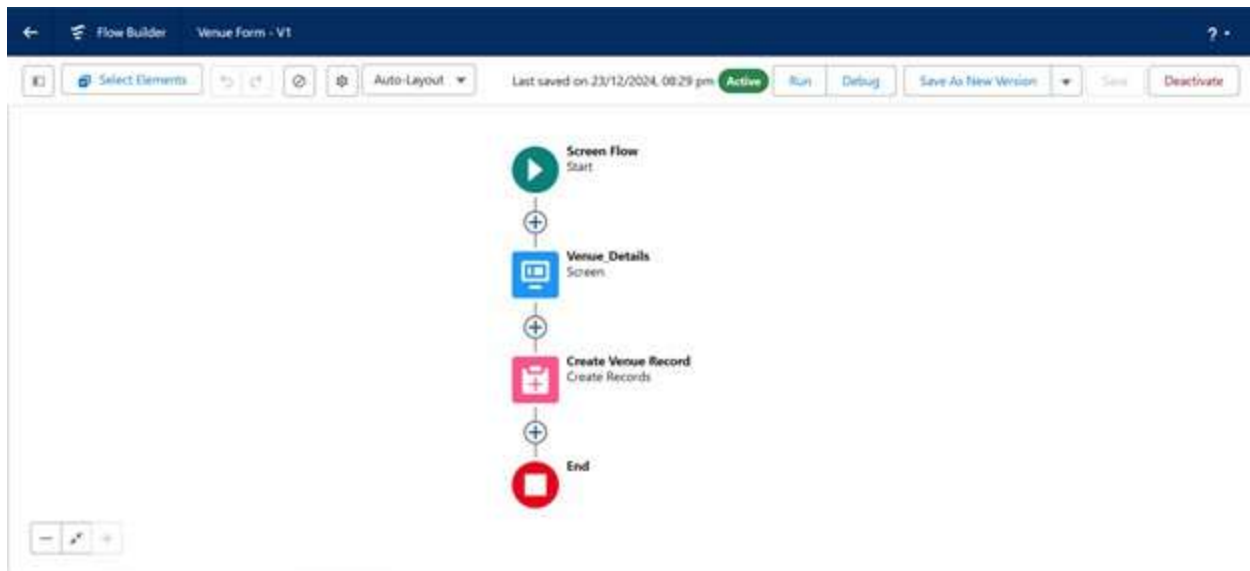 Flow Builder Venue Form - V1 ?
Select Elements Auto-Layout Last saved on 23/12/2024, 08:29 pm Active Run Debug Save As New Version Save Deactivate
Screen Flow
Start
Venue_Details
Screen
Create Venue Record
Create Records
End